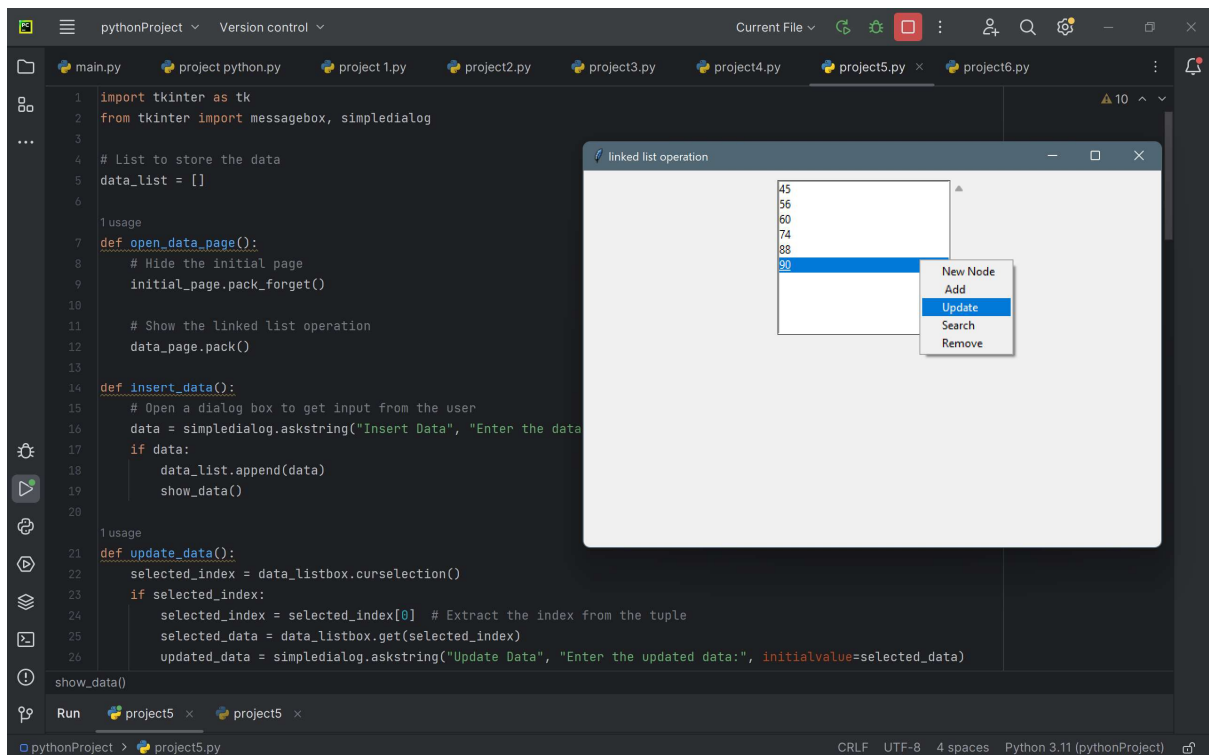 PC pythonProject Version control Current File
main.py project python.py project 1.py project2.py project3.py project4.py project5.py project6.py
1 import tkinter as tk
2 from tkinter import messagebox, simpledialog
3
4 # List to store the data
5 data_list = []
6
1 usage
7 def open_data_page():
8 # Hide the initial page
9 initial_page.pack_forget()
10
11 # Show the linked list operation
12 data_page.pack()
13
14 def insert_data():
15 # Open a dialog box to get input from the user
16 data = simpledialog.askstring("Insert Data", "Enter the data
17 if data:
18 data_list.append(data)
19 show_data()
20
1 usage
21 def update_data():
22 selected_index = data_listbox.curselection()
23 if selected_index:
24 selected_index = selected_index[0] # Extract the index from the tuple
25 selected_data = data_listbox.get(selected_index)
26 updated_data = simpledialog.askstring("Update Data", "Enter the updated data:", initialvalue=selected_data)
10
linked list operation
45
56
60
74
88
90
New Node
Add
Update
Search
Remove
show_data()
Run project5 project5
pythonProject > project5.py CRLF UTF-8 4 spaces Python 3.11 (pythonProject)